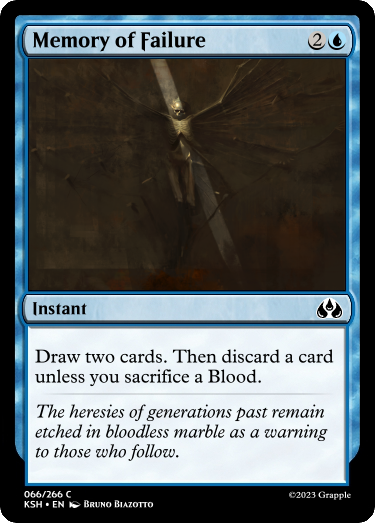 Memory of Failure 2
Instant
Draw two cards. Then discard a card
unless you sacrifice a Blood.
The heresies of generations past remain
etched in bloodless marble as a warning
to those who follow.
066/266 C
KSH • EN Bruno Biazotto
©2023 Grapple